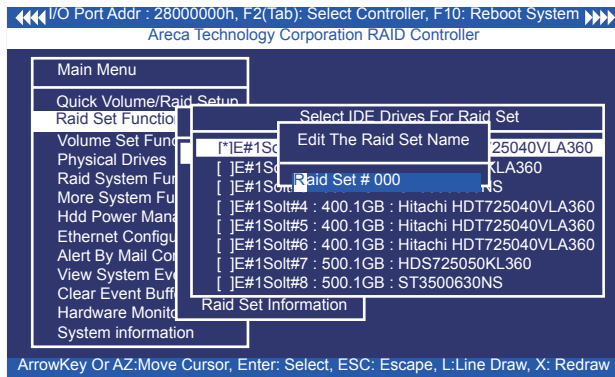 I/O Port Addr : 28000000h, F2(Tab): Select Controller, F10: Reboot System
Areca Technology Corporation RAID Controller
Main Menu
Quick Volume/Raid Setup
Raid Set Functio
Volume Set Func
Physical Drives
Raid System Fun
More System Fu
Hdd Power Mana
Ethernet Configu
Alert By Mail Con
View System Eve
Clear Event Buff
Hardware Monito
System information
Select IDE Drives For Raid Set
[*]E#1So 725040VLA360
[ ]E#1So KLA360
[ ]E#1Solt# NS
[ ]E#1Solt#4 : 400.1GB : Hitachi HDT725040VLA360
[ ]E#1Solt#5 : 400.1GB : Hitachi HDT725040VLA360
[ ]E#1Solt#6 : 400.1GB : Hitachi HDT725040VLA360
[ ]E#1Solt#7 : 500.1GB : HDS725050KL360
[ ]E#1Solt#8 : 500.1GB : ST3500630NS
Edit The Raid Set Name
Raid Set # 000
Raid Set Information
ArrowKey Or AZ:Move Cursor, Enter: Select, ESC: Escape, L:Line Draw, X: Redraw